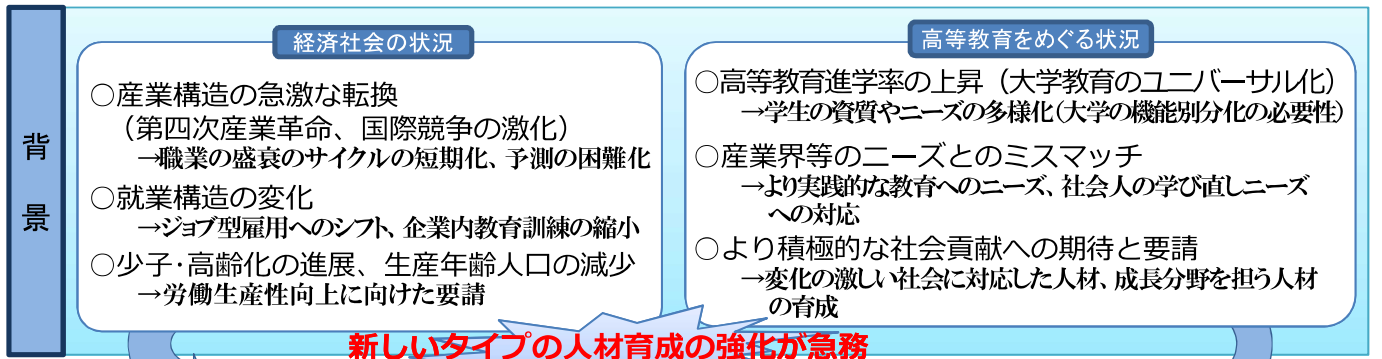 背景
経済社会の状況
○産業構造の急激な転換
（第四次産業革命、国際競争の激化）
→職業の盛衰のサイクルの短期化、予測の困難化
○就業構造の変化
→ジョブ型雇用へのシフト、企業内教育訓練の縮小
○少子・高齢化の進展、生産年齢人口の減少
→労働生産性向上に向けた要請
高等教育をめぐる状況
○高等教育進学率の上昇（大学教育のユニバーサル化）
→学生の資質やニーズの多様化（大学の機能別分化の必要性）
○産業界等のニーズとのミスマッチ
→より実践的な教育へのニーズ、社会人の学び直しニーズ
への対応
○より積極的な社会貢献への期待と要請
→変化の激しい社会に対応した人材、成長分野を担う人材
の育成
新しいタイプの人材育成の強化が急務